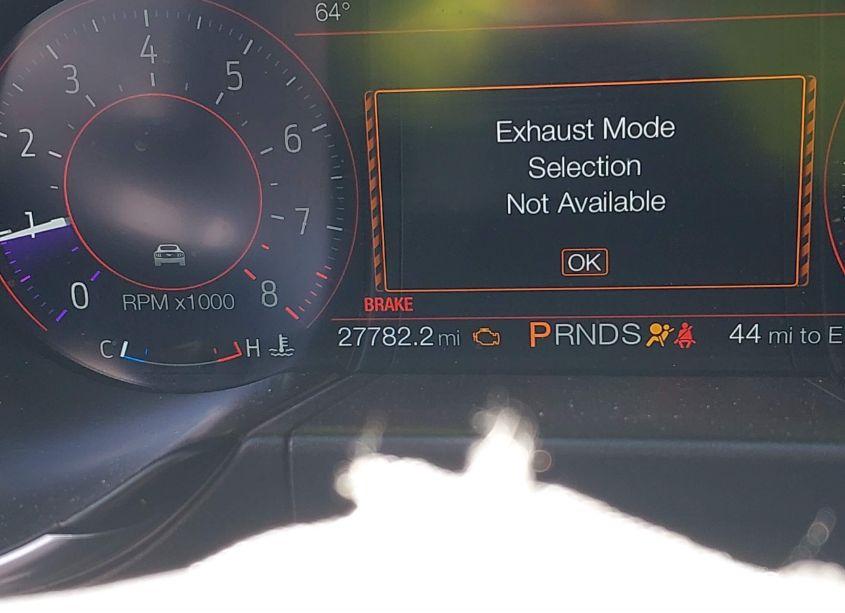 64°
0 1 2 3 4 5 6 7 8
RPM x1000
C H
Exhaust Mode
Selection
Not Available
OK
BRAKE
27782.2 mi PRNDS 44 mi to E